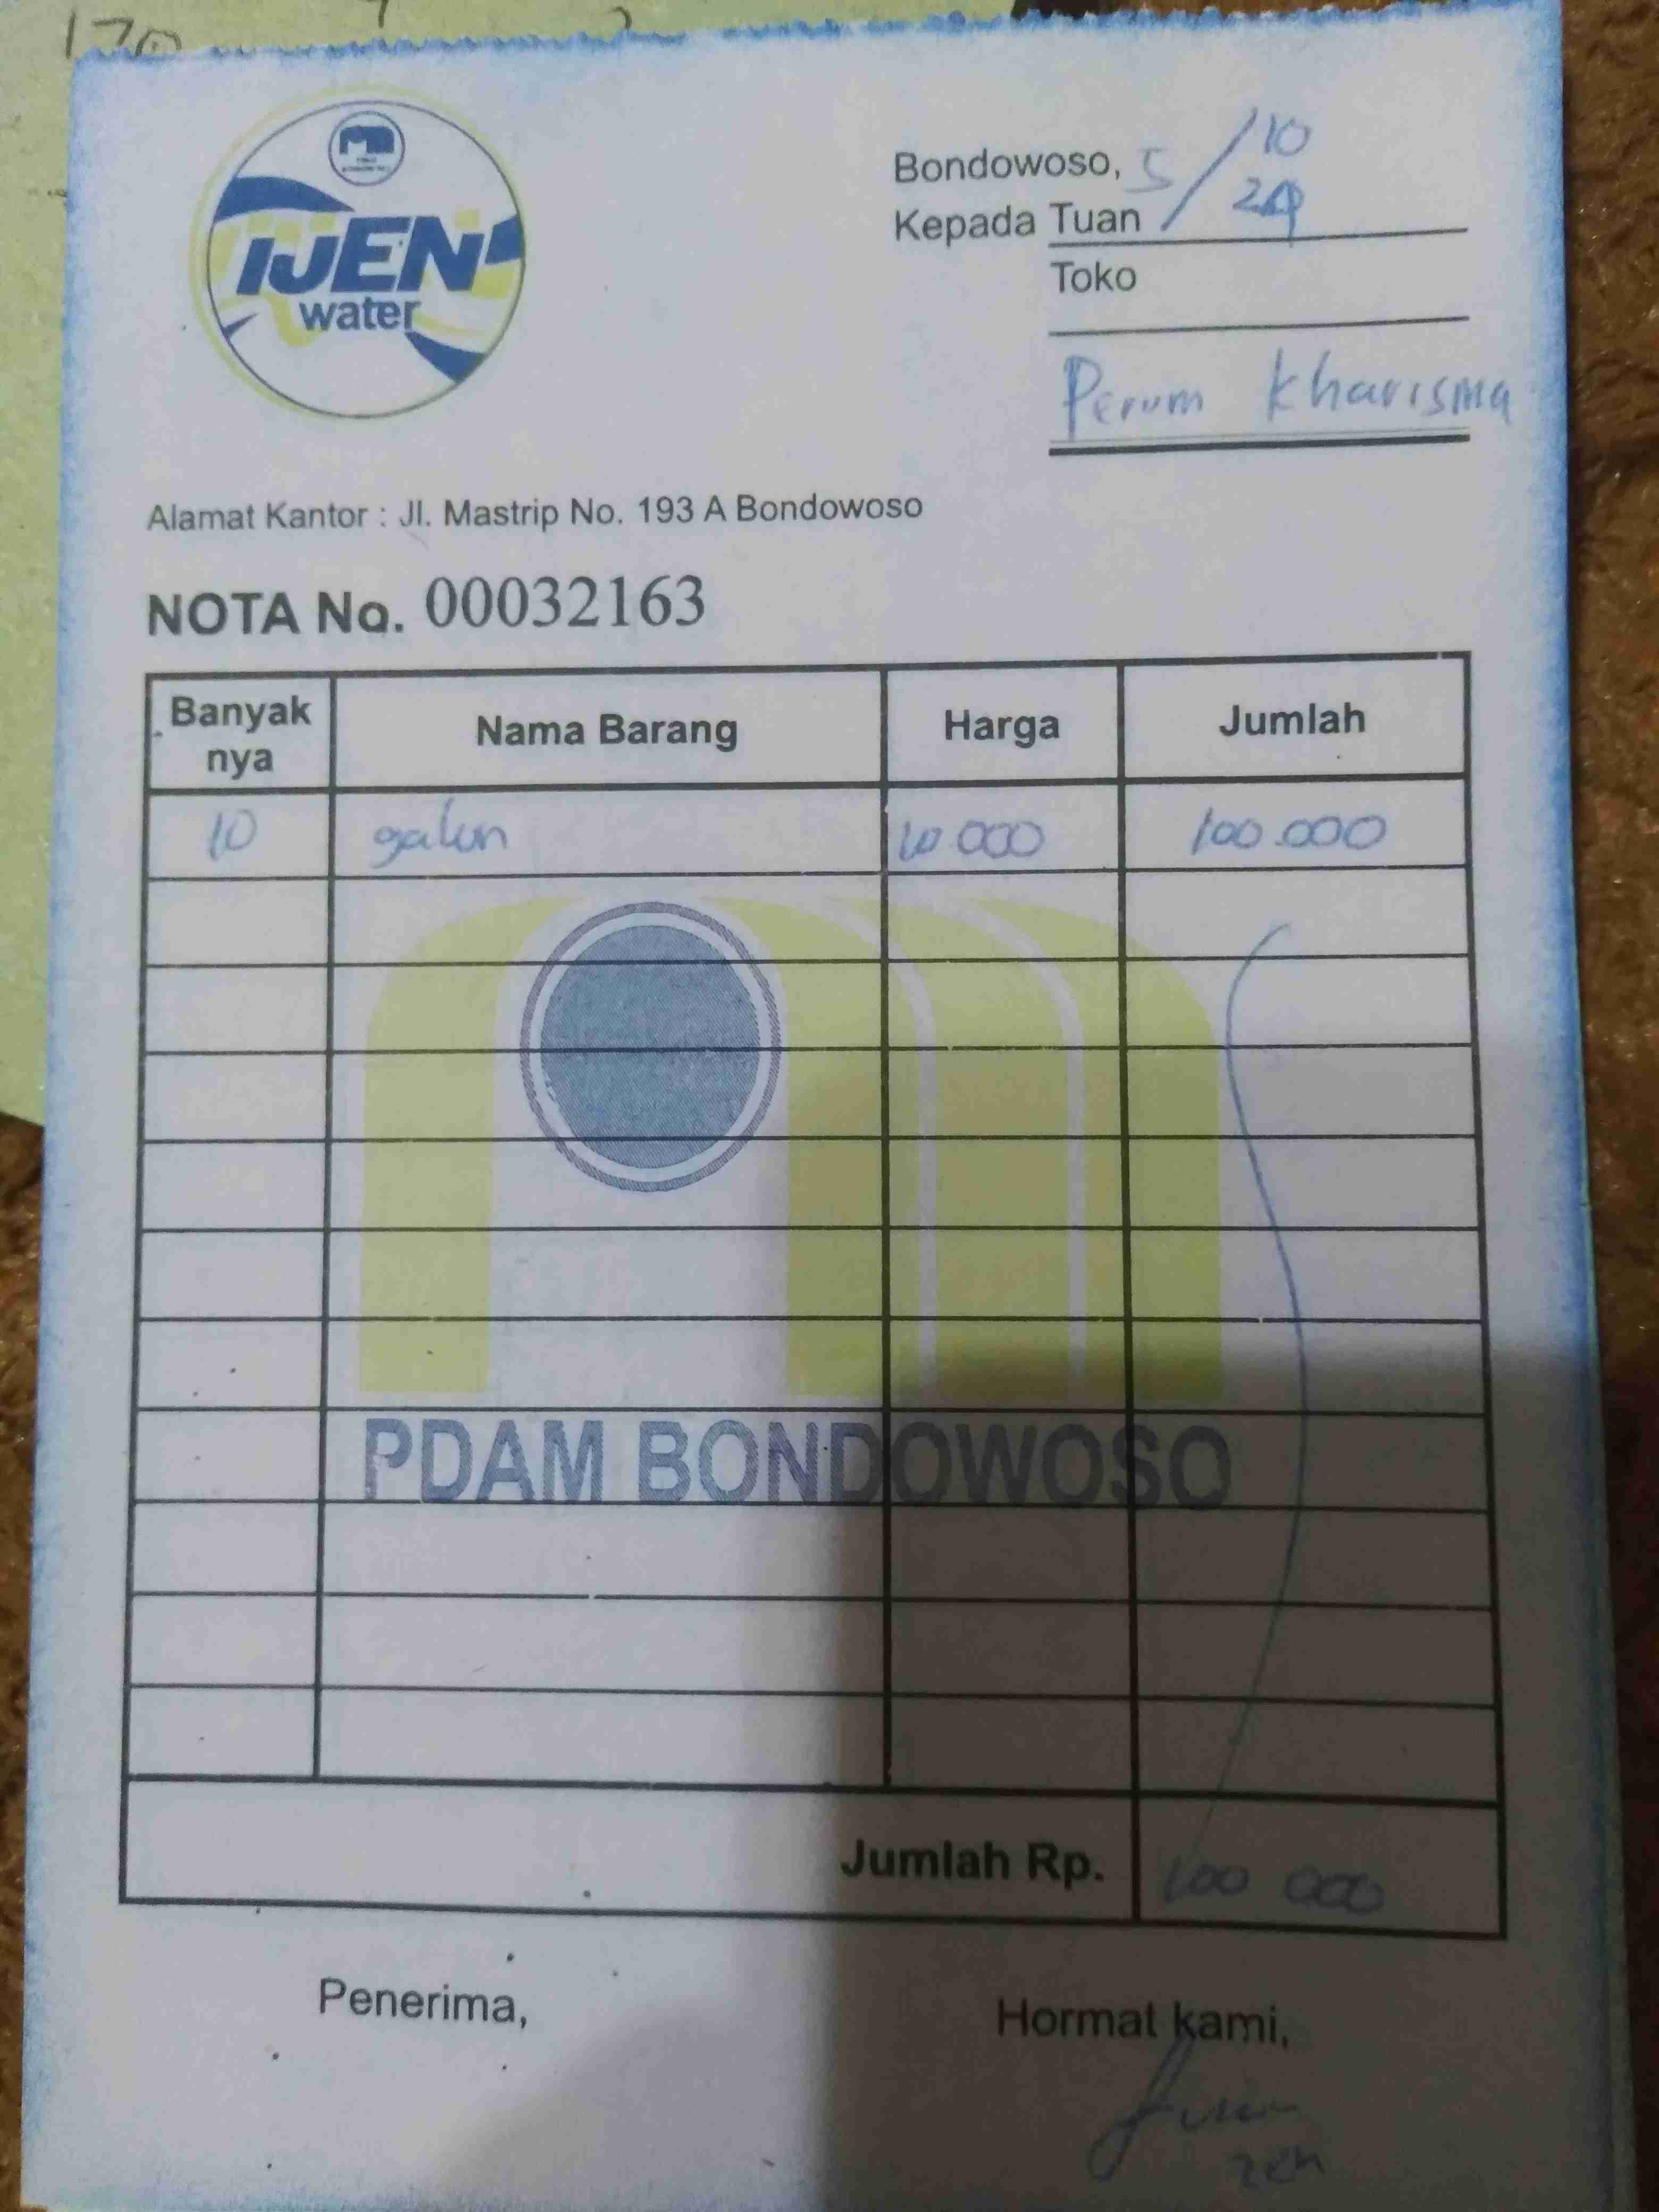 170
IJEN
water
Bondowoso, 5/10 24
Kepada Tuan
Toko
Perum Kharisma
Alamat Kantor : Jl. Mastrip No. 193 A Bondowoso
NOTA No. 00032163
Banyak nya Nama Barang Harga Jumlah
10 galon 10.000 100.000
PDAM BONDOWOSO
Jumlah Rp. 100 000
Penerima, Hormat kami,
zen